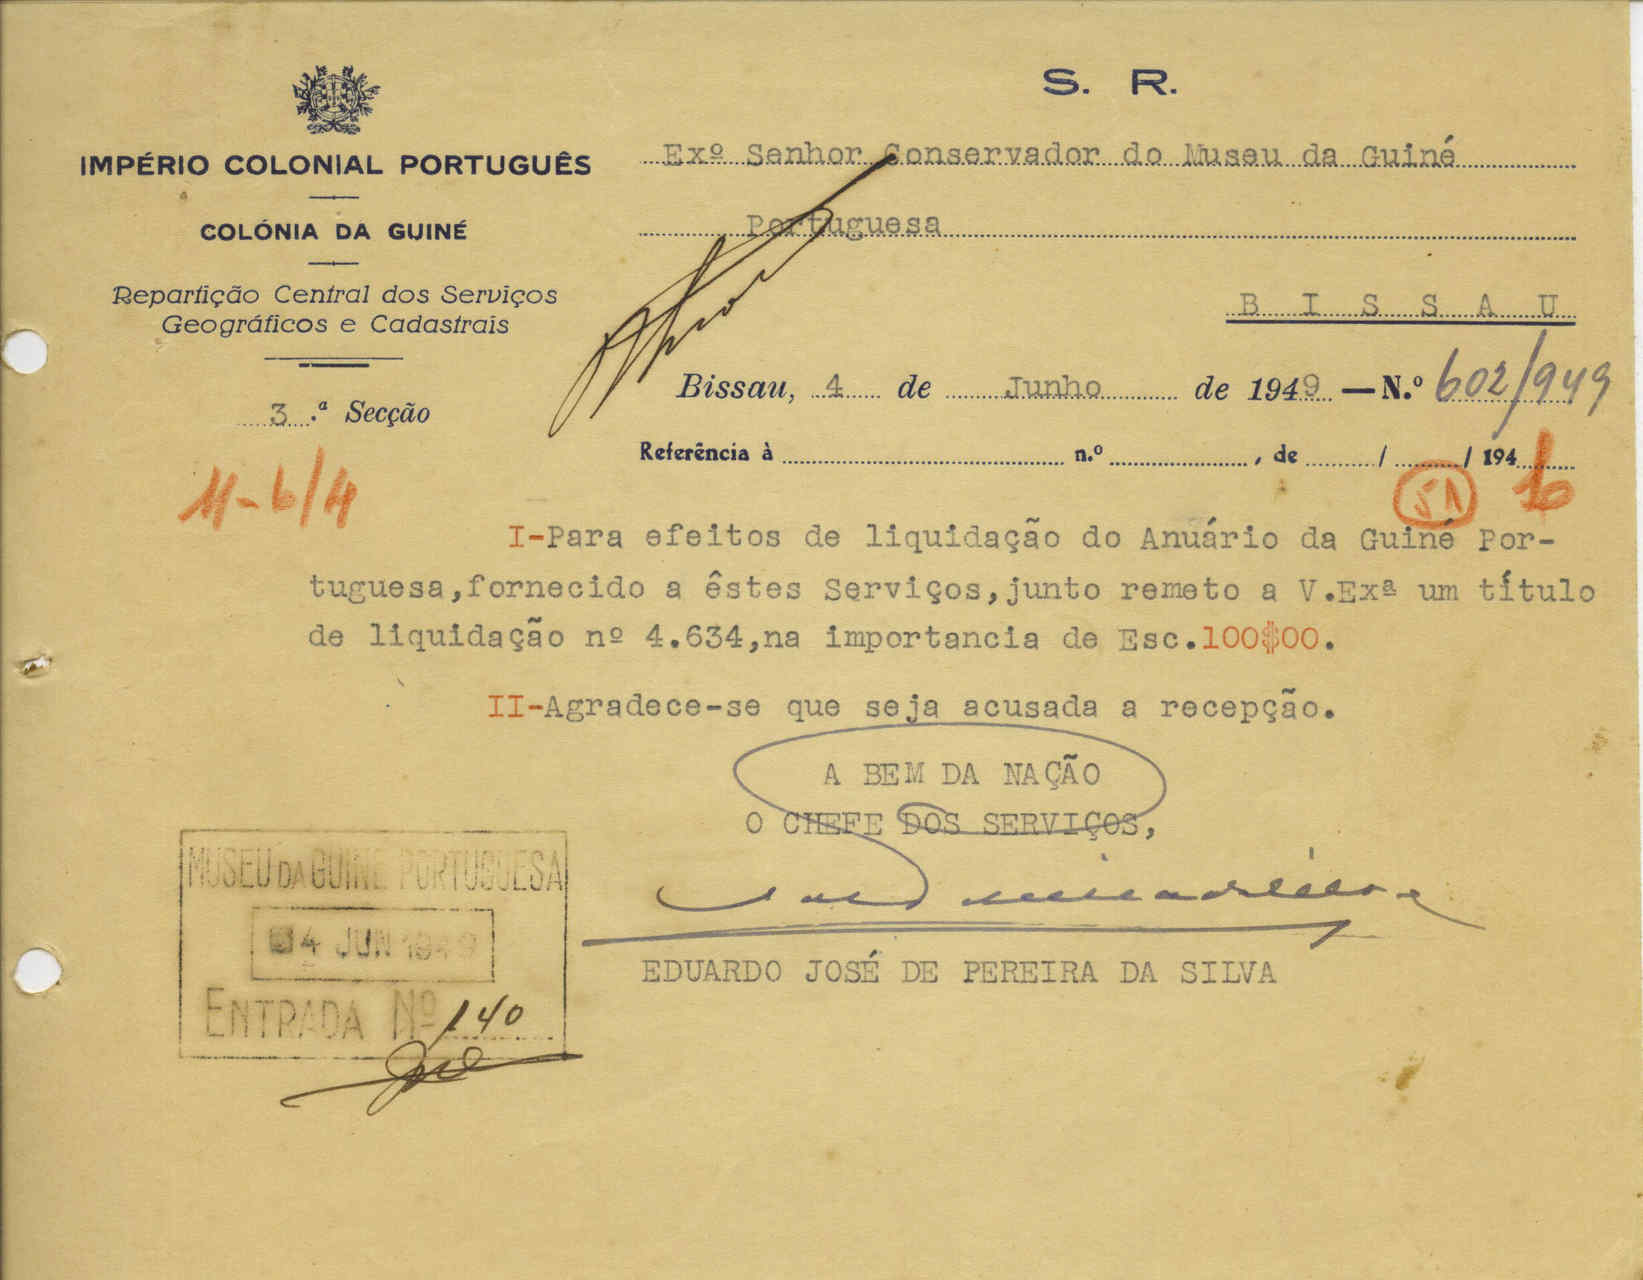 S. R.
IMPÉRIO COLONIAL PORTUGUÊS
COLÓNIA DA GUINÉ
Repartição Central dos Serviços
Geográficos e Cadastrais
3.ª Secção
Exº Senhor Conservador do Museu da Guiné
Portuguesa
B I S S A U
Bissau, 4 de Junho de 1949 — N.º 602/949
Referência à n.º , de / / 194
11-6/4
51
I-Para efeitos de liquidação do Anuário da Guiné Por-
tuguesa,fornecido a êstes Serviços,junto remeto a V.Exª um título
de liquidação nº 4.634,na importancia de Esc.100$00.
II-Agradece-se que seja acusada a recepção.
A BEM DA NAÇÃO
O CHEFE DOS SERVIÇOS,
EDUARDO JOSÉ DE PEREIRA DA SILVA
MUSEU DA GUINÉ PORTUGUESA
4 JUN 1949
ENTRADA Nº 140